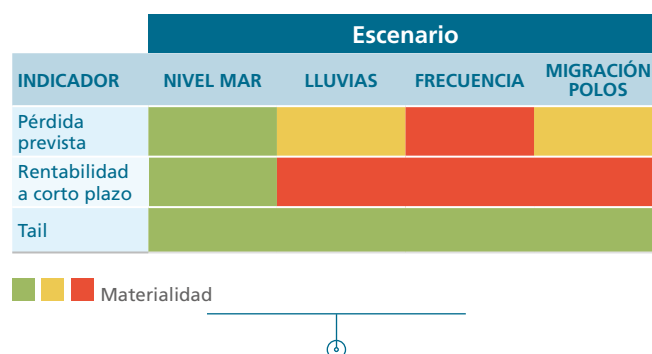 Escenario
INDICADOR NIVEL MAR LLUVIAS FRECUENCIA MIGRACIÓN POLOS
Pérdida
prevista
Rentabilidad
a corto plazo
Tail
Materialidad